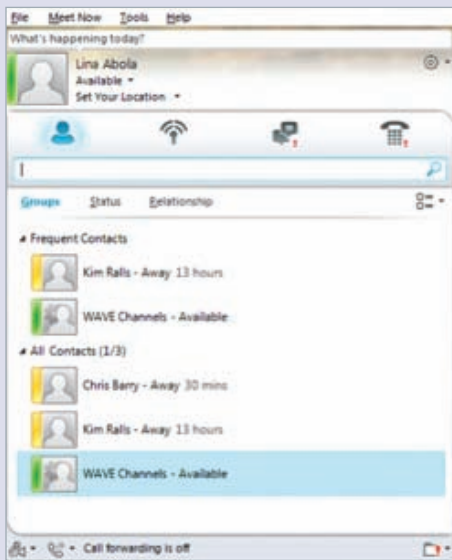 File Meet Now Tools Help
What's happening today?
Lina Abola
Available
Set Your Location
Groups Status Relationship
Frequent Contacts
Kim Ralls - Away 13 hours
WAVE Channels - Available
All Contacts (1/3)
Chris Barry - Away 30 mins
Kim Ralls - Away 13 hours
WAVE Channels - Available
Call forwarding is off